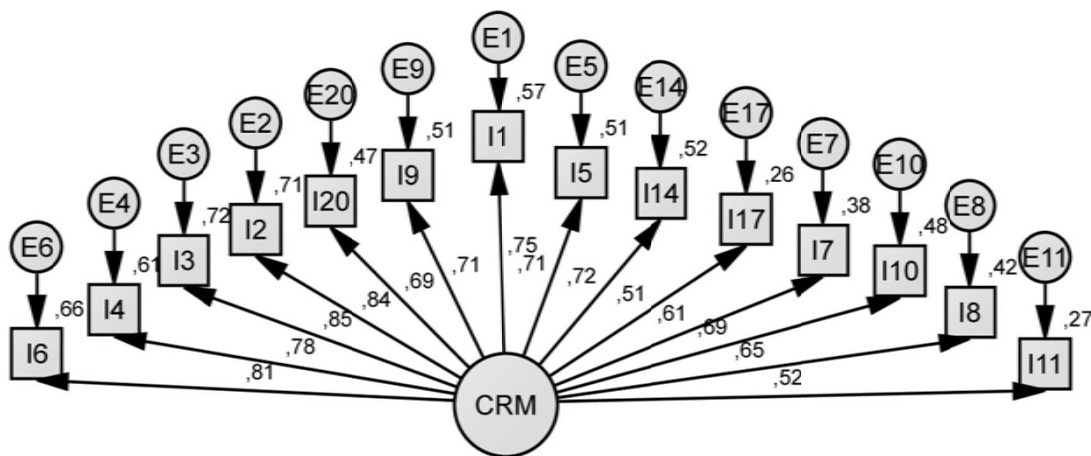 E1
E9
E5
E20
E14
E2
E17
E3
E7
E4
E10
E6
E8
E11
,57
,51
,51
,47
,52
,71
,26
,72
,38
,61
,48
,66
,42
,27
I1
I9
I5
I20
I14
I2
I17
I3
I7
I4
I10
I6
I8
I11
,75
,71
,71
,69
,72
,84
,51
,85
,61
,78
,69
,81
,65
,52
CRM